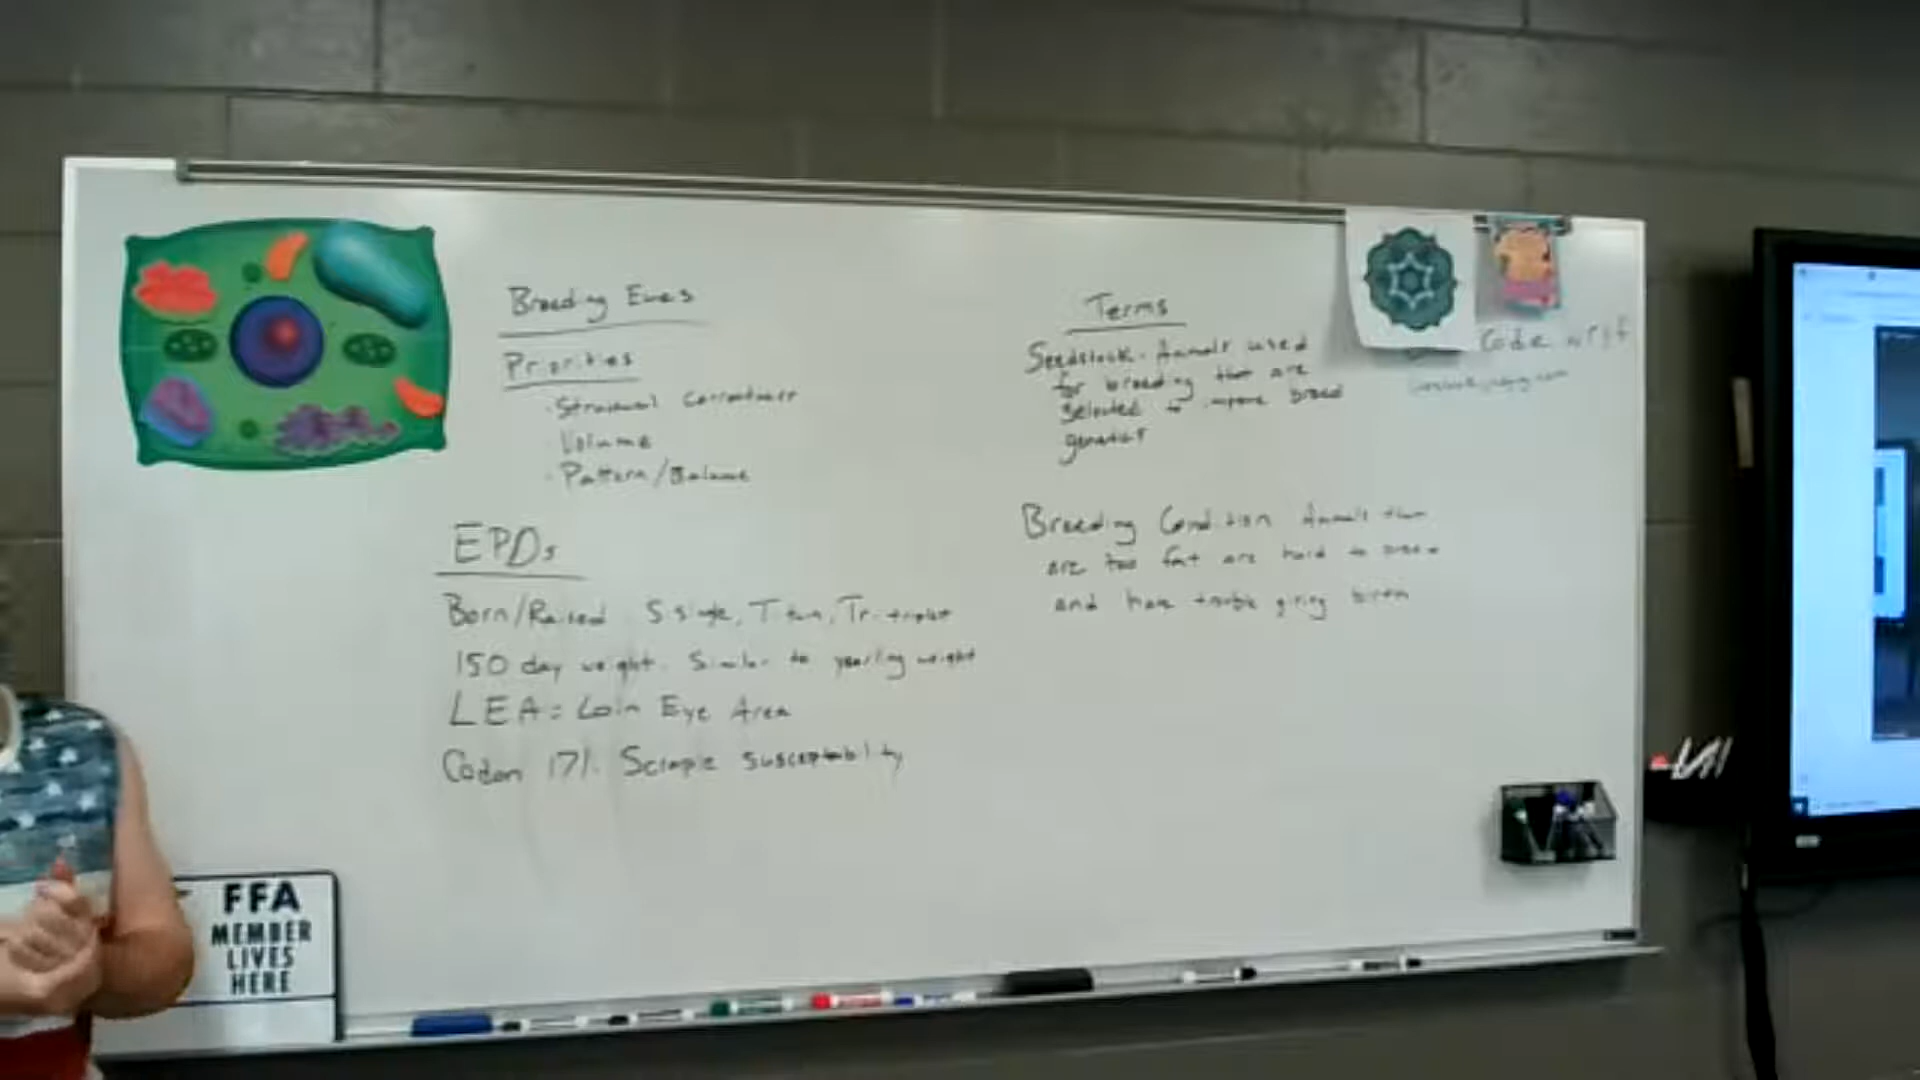 Breeding Ewes
Priorities
- Structural Correctness
- Volume
- Pattern/Balance
EPDs
Born/Raised S-single, T-twin, Tr-triplet
150 day weight. Similar to yearling weight
LEA = Loin Eye Area
Codon 171. Scrapie susceptability
Terms
Seedstock - Animals used
for breeding that are
selected to improve breed
genetics
Breeding Condition Animals that
are too fat are hard to breed
and have trouble giving birth
Code
FFA
MEMBER
LIVES
HERE